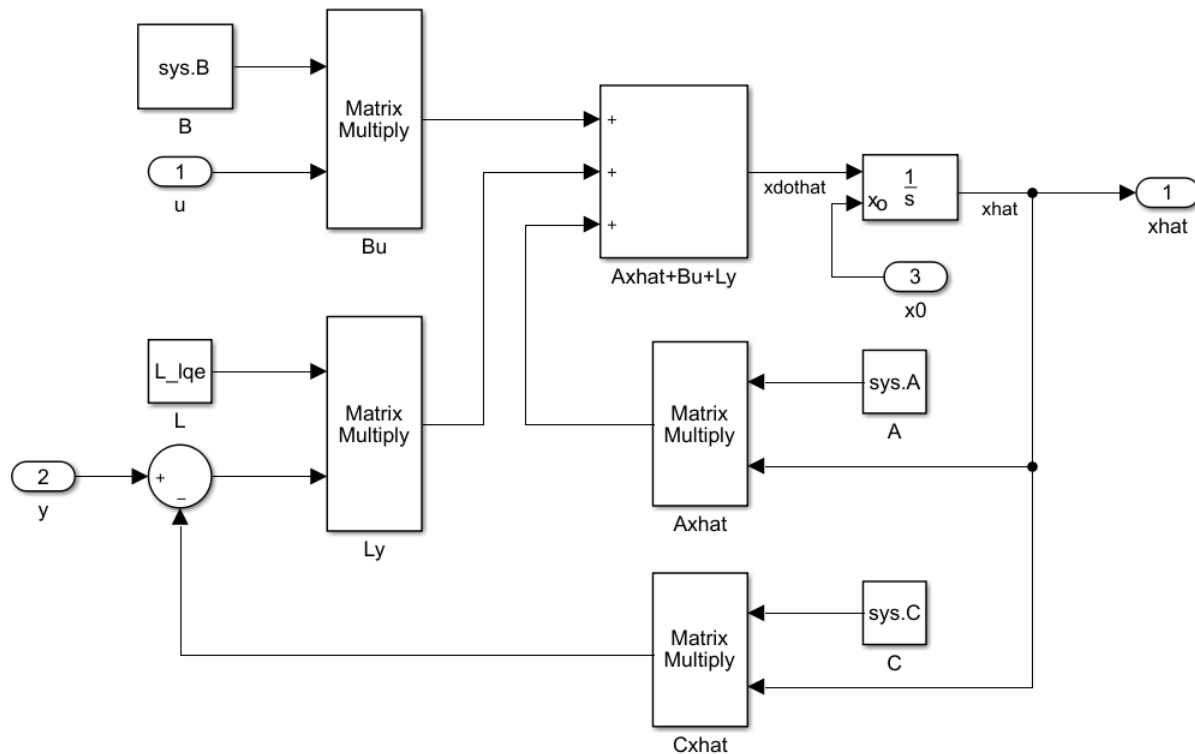 sys.B
B
1
u
Matrix
Multiply
Bu
+
+
+
Axhat+Bu+Ly
xdothat
1
s
xo
xhat
1
xhat
3
x0
L_lqe
L
2
y
+
−
Matrix
Multiply
Ly
Matrix
Multiply
Axhat
sys.A
A
Matrix
Multiply
Cxhat
sys.C
C